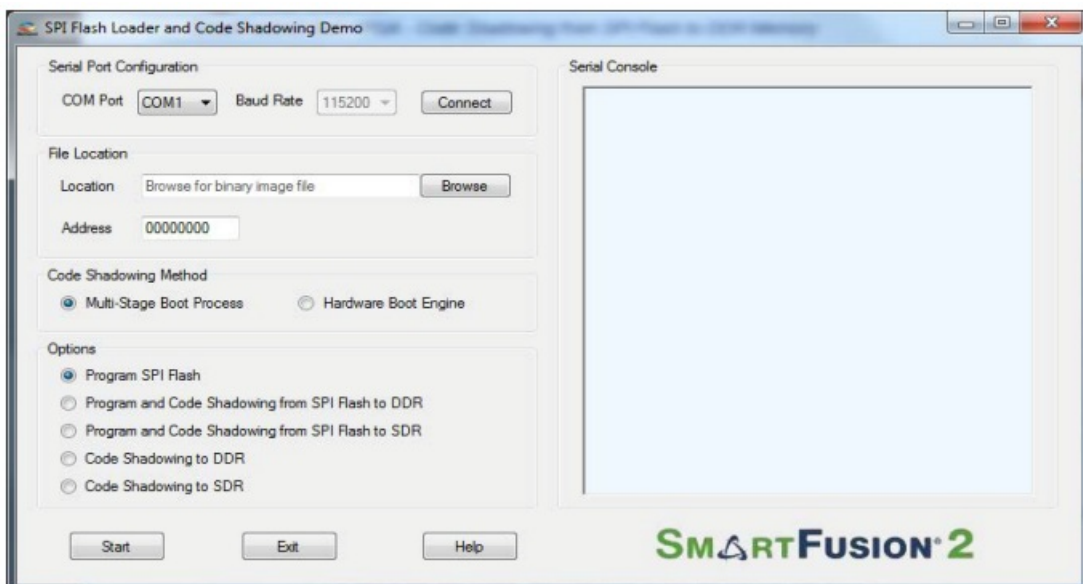 SPI Flash Loader and Code Shadowing Demo
Serial Port Configuration
COM Port COM1 Baud Rate 115200 Connect
File Location
Location Browse for binary image file Browse
Address 00000000
Code Shadowing Method
Multi-Stage Boot Process Hardware Boot Engine
Options
Program SPI Flash
Program and Code Shadowing from SPI Flash to DDR
Program and Code Shadowing from SPI Flash to SDR
Code Shadowing to DDR
Code Shadowing to SDR
Start Exit Help
Serial Console
SMARTFUSION®2